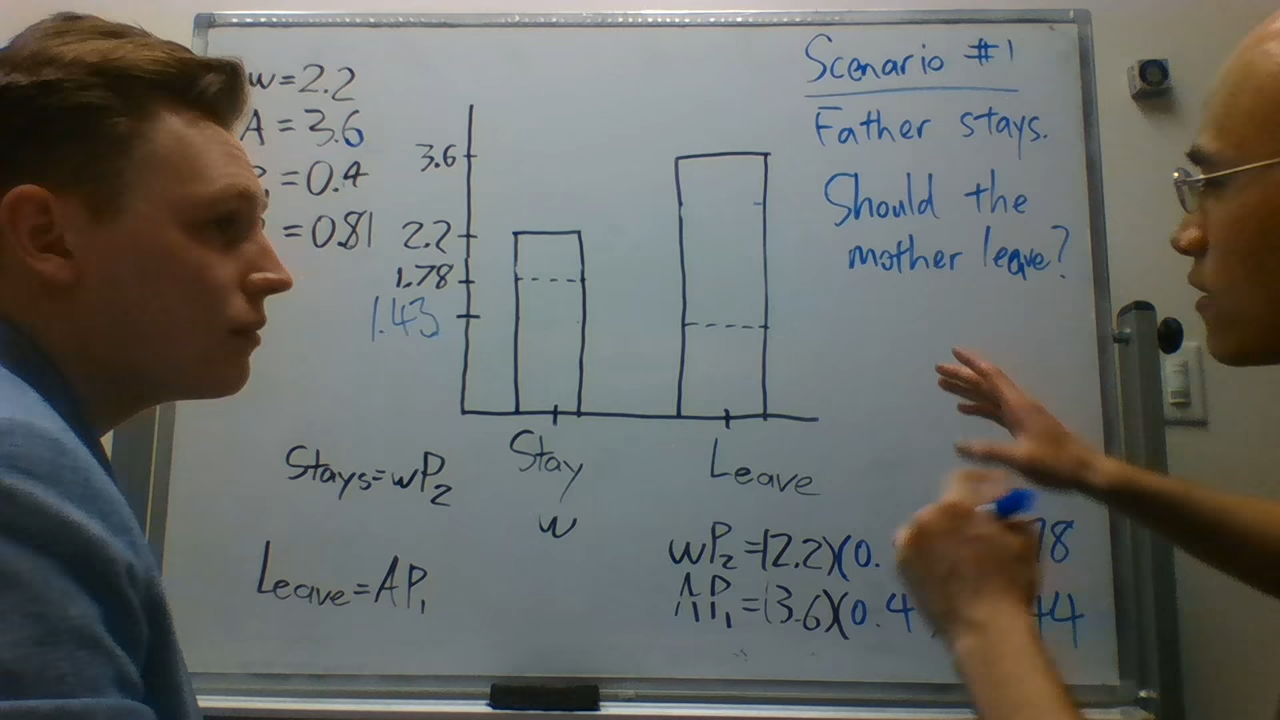 w=2.2
A=3.6
=0.4
=0.81
3.6
2.2
1.78
1.43
Stay
w
Leave
Scenario #1
Father stays.
Should the
mother leave?
Stays=wP2
Leave=AP1
wP2=(2.2)(0. 78
AP1=(3.6)(0.4 44